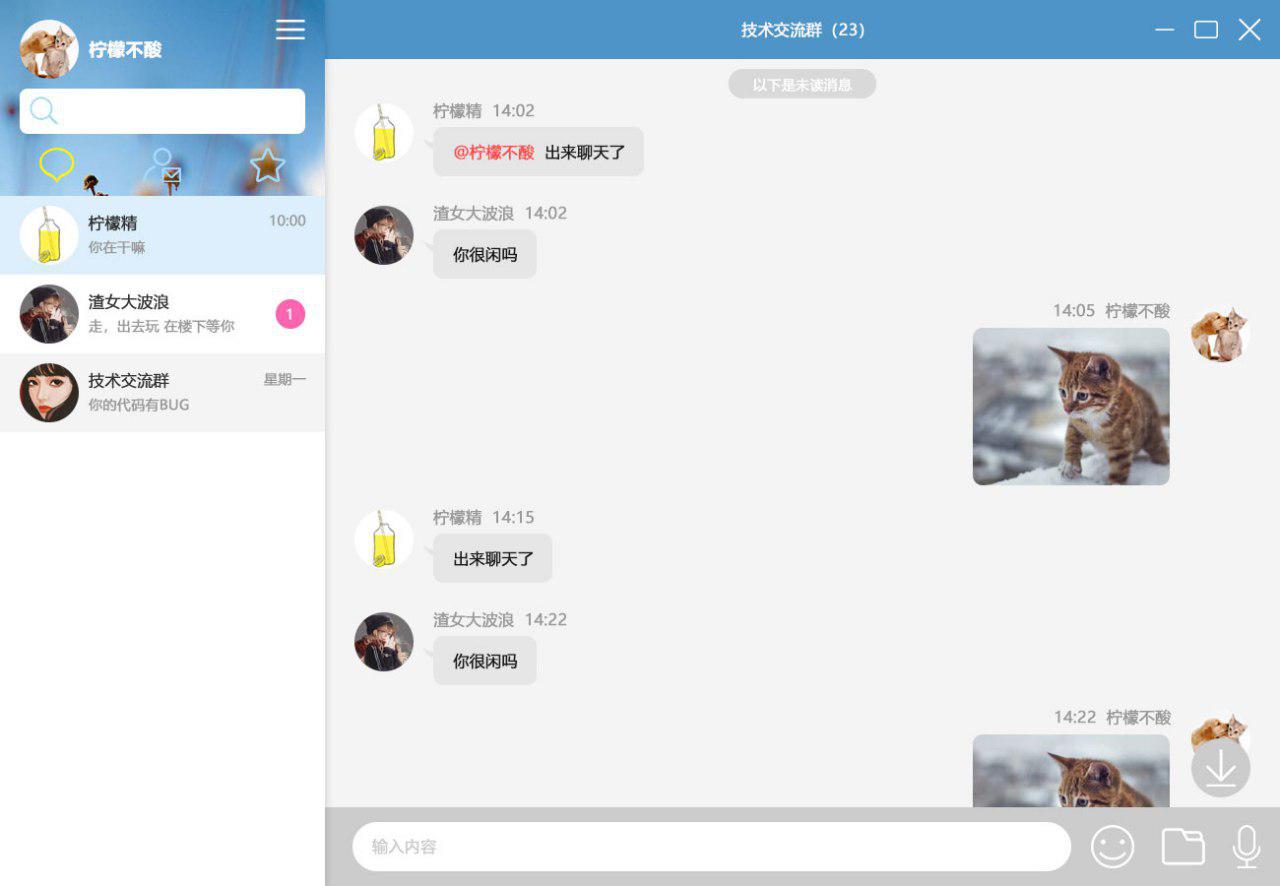 柠檬不酸
柠檬精 10:00
你在干嘛
渣女大波浪
走，出去玩 在楼下等你
1
技术交流群 星期一
你的代码有BUG
技术交流群（23）
以下是未读消息
柠檬精 14:02
@柠檬不酸 出来聊天了
渣女大波浪 14:02
你很闲吗
14:05 柠檬不酸
柠檬精 14:15
出来聊天了
渣女大波浪 14:22
你很闲吗
14:22 柠檬不酸
输入内容